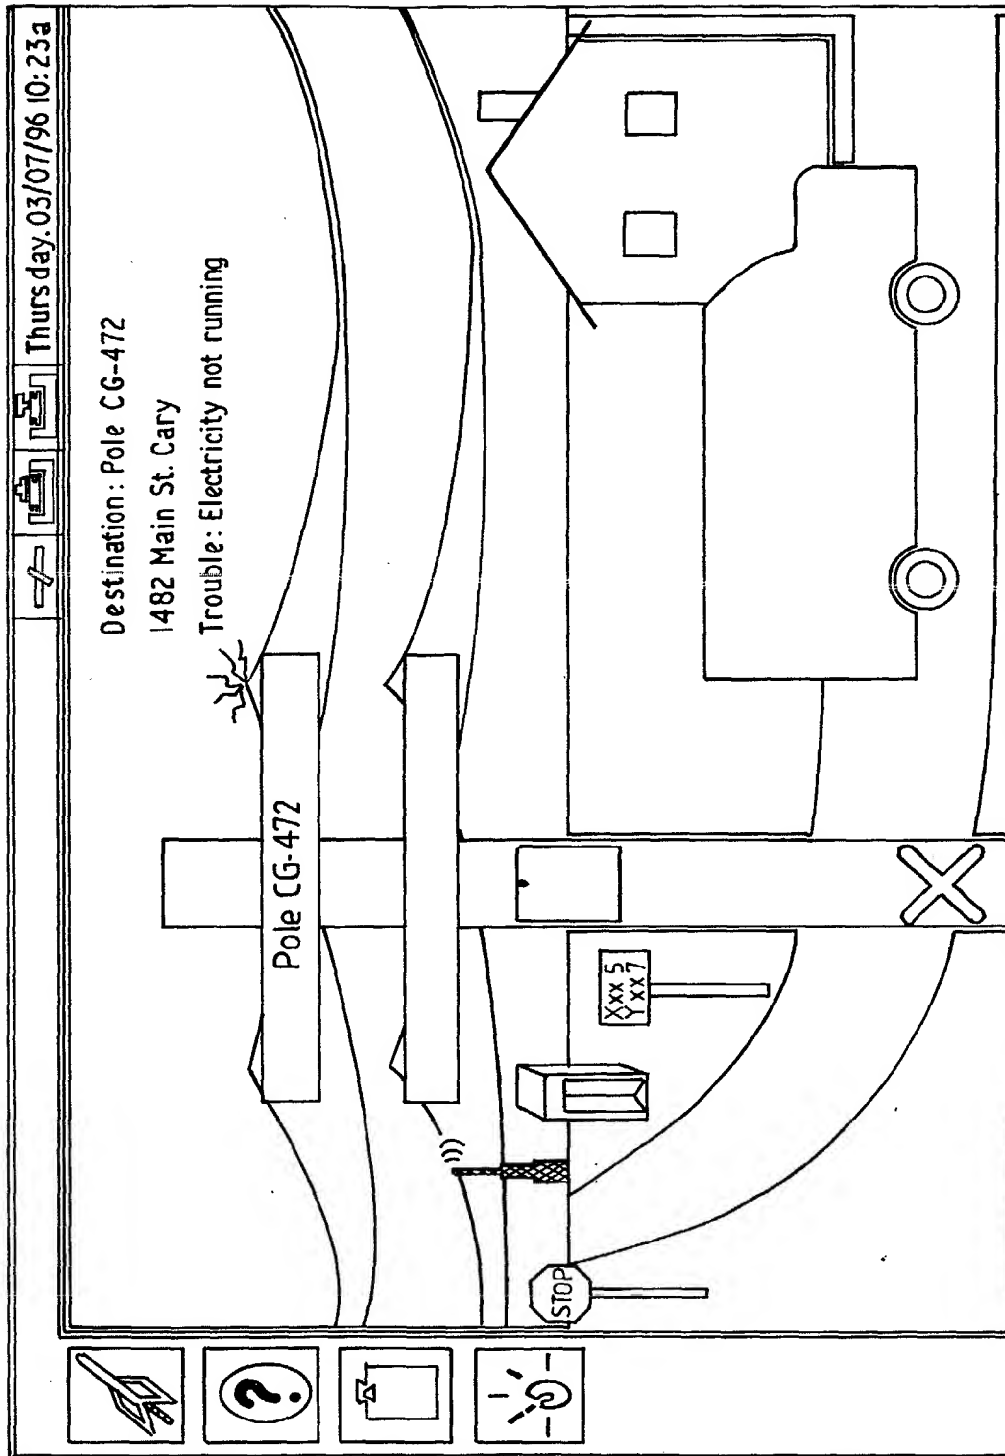 Thursday. 03/07/96 10:23a
Destination: Pole CG-472
1482 Main St. Cary
Trouble: Electricity not running
Pole CG-472
Xxx 5
Yxx 7
STOP
?